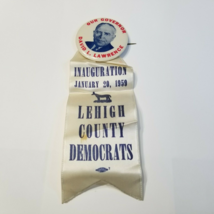 OUR GOVERNOR
DAVID L. LAWRENCE
INAUGURATION
JANUARY 20, 1959
LEHIGH
COUNTY
DEMOCRATS